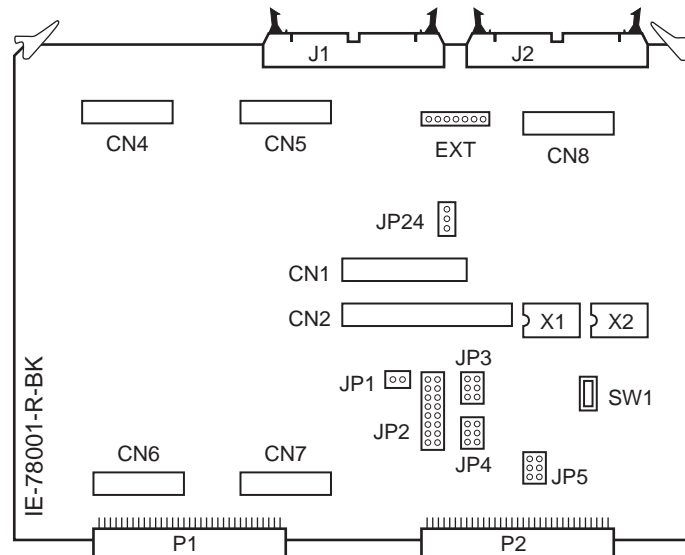 J1
J2
CN4
CN5
EXT
CN8
JP24
CN1
CN2
X1
X2
JP3
JP1
SW1
JP2
JP4
JP5
CN6
CN7
IE-78001-R-BK
P1
P2